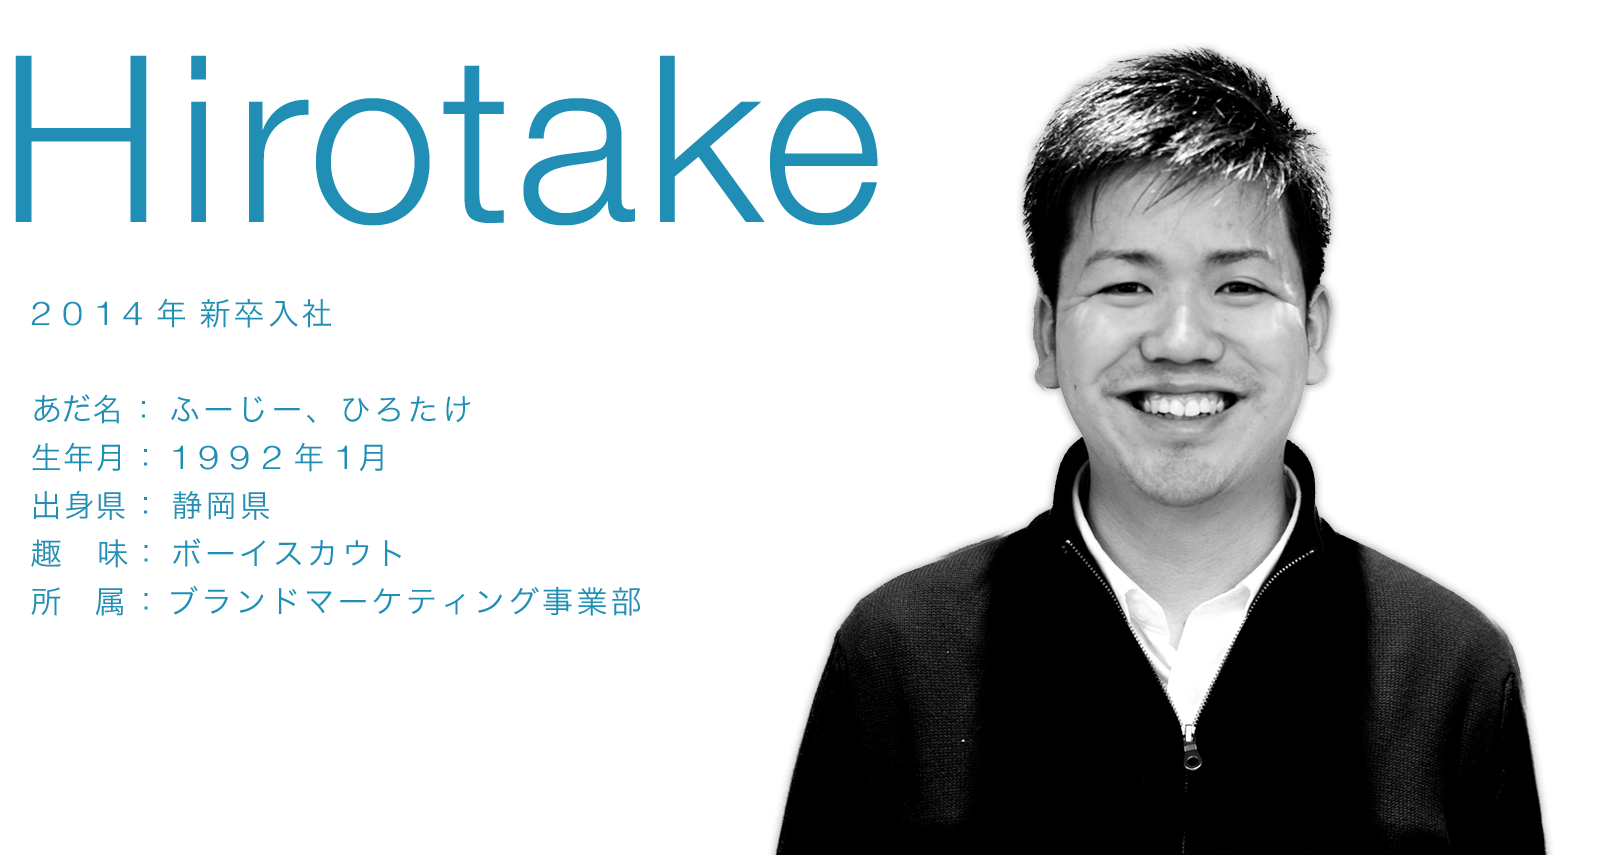 Hirotake
2014年 新卒入社
あだ名：ふーじー、ひろたけ
生年月：1992年1月
出身県：静岡県
趣　味：ボーイスカウト
所　属：ブランドマーケティング事業部